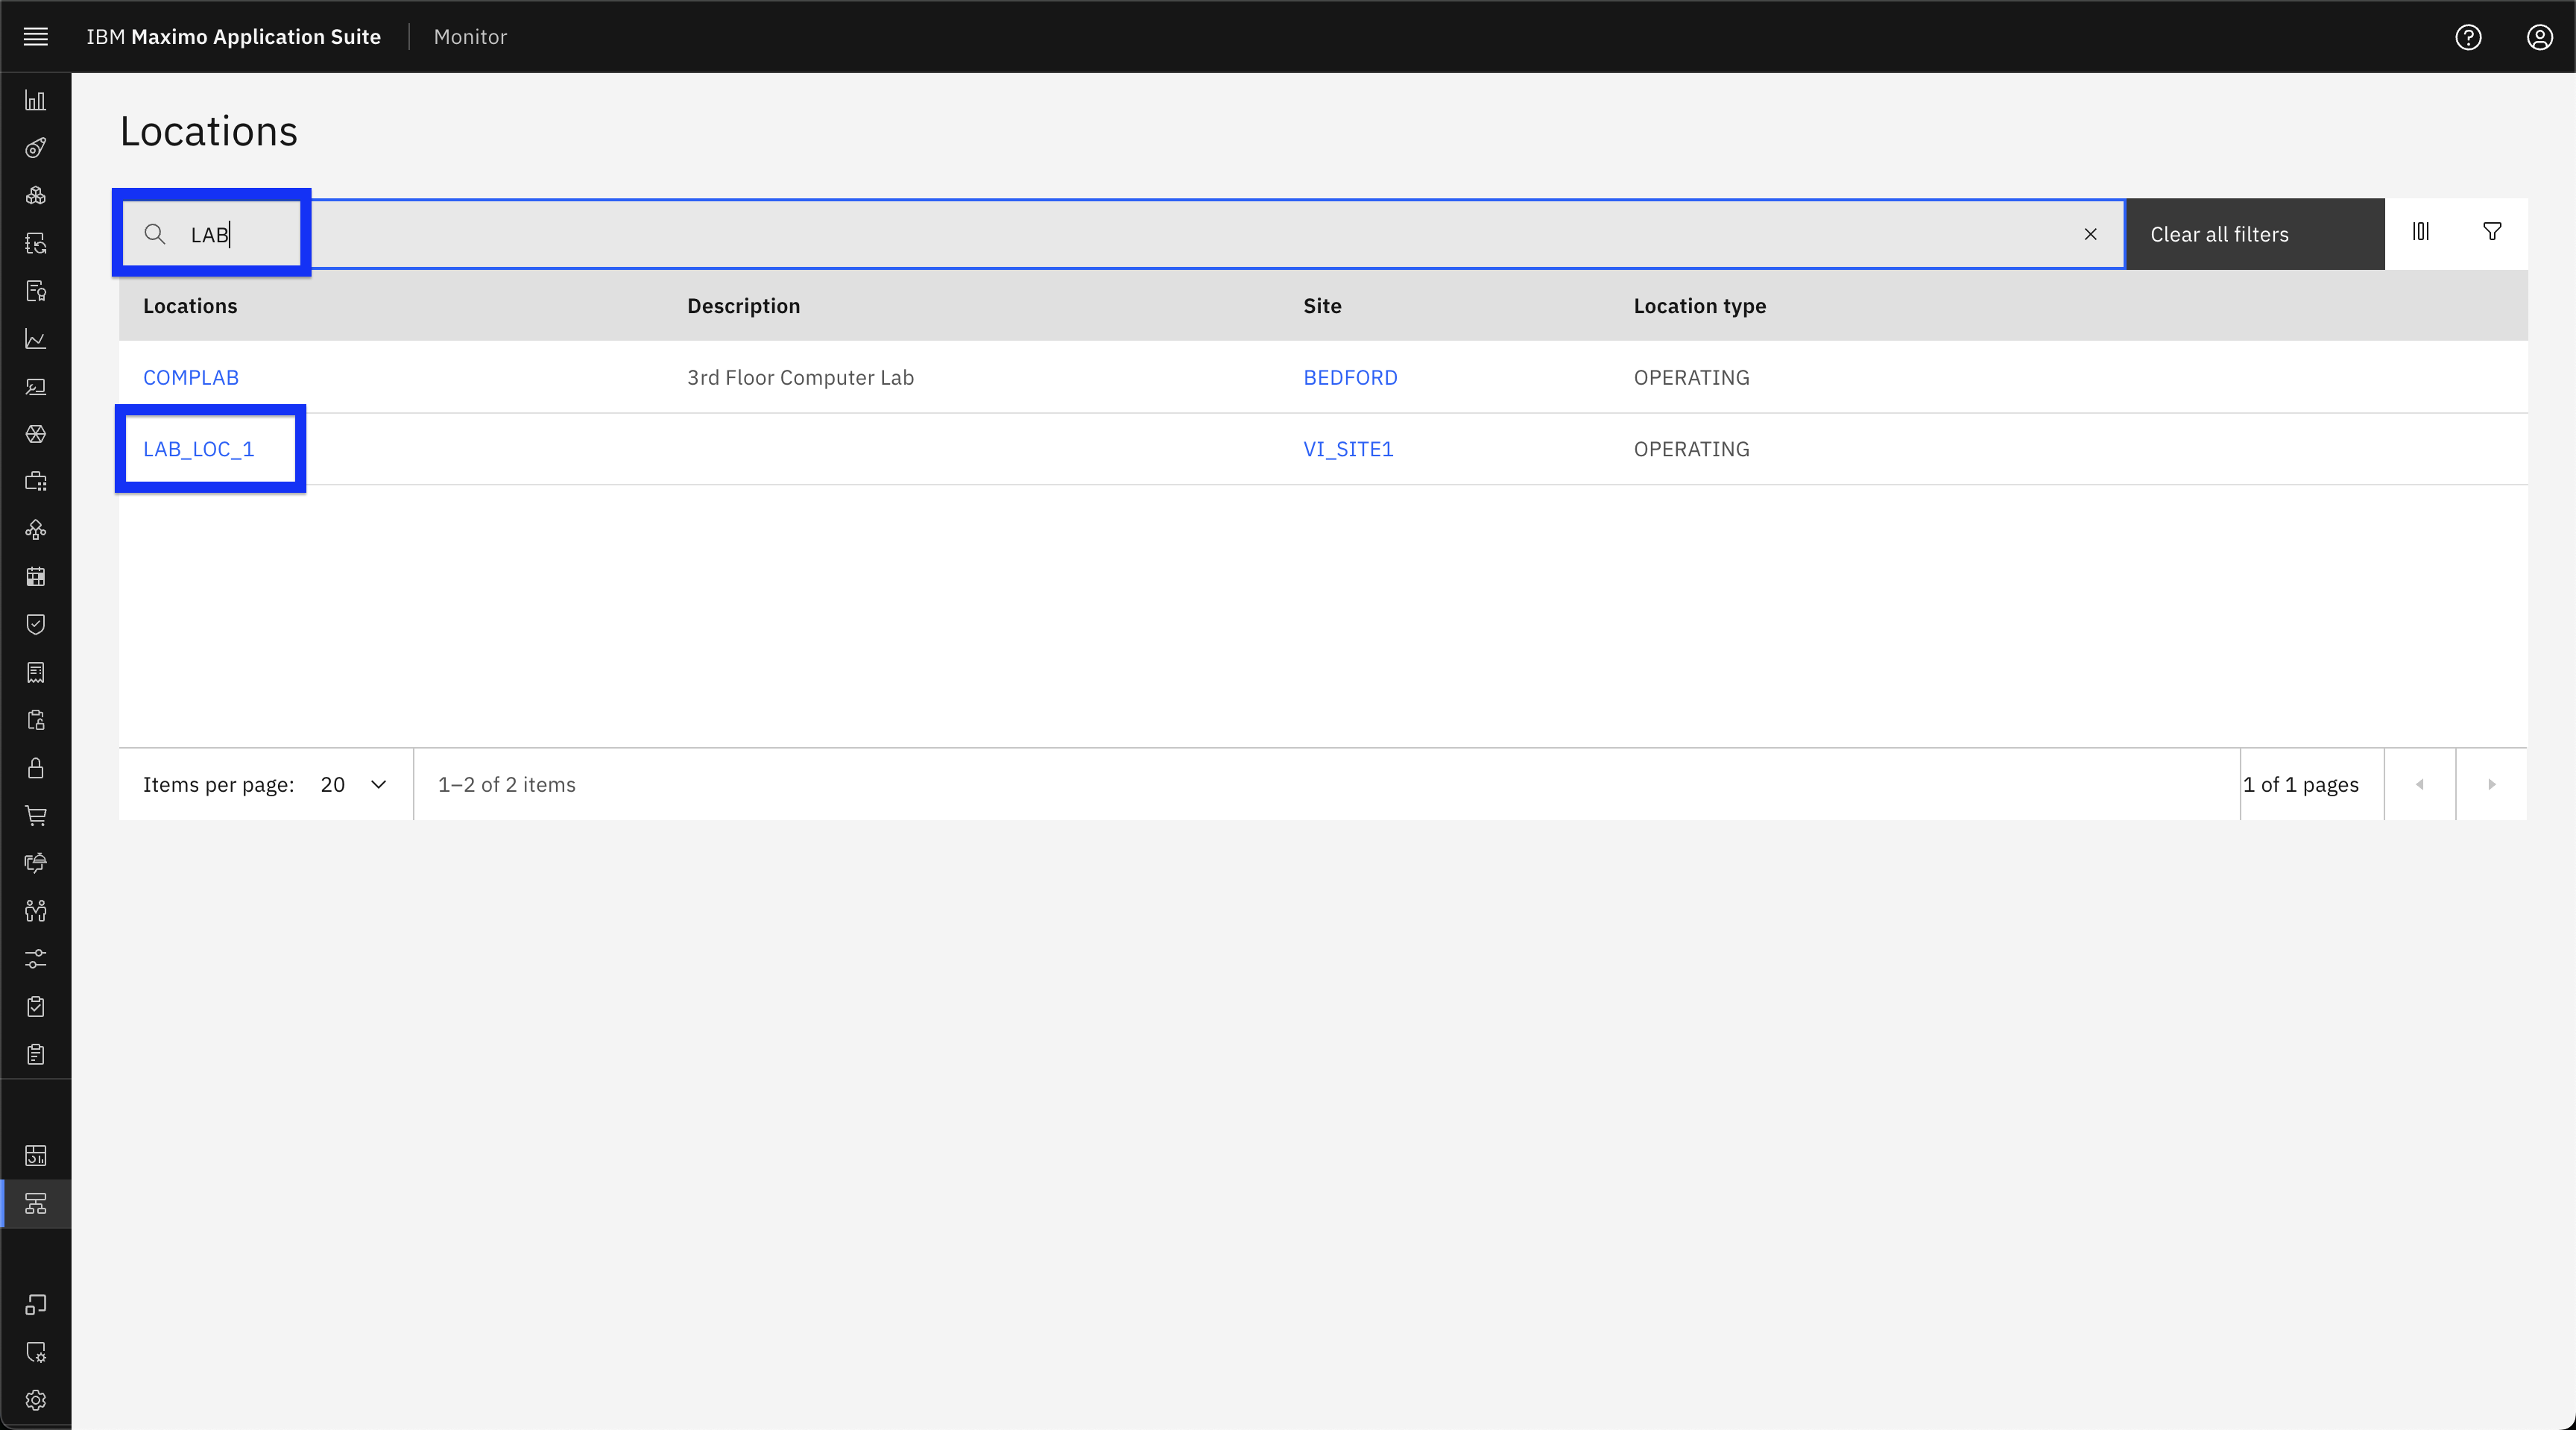 IBM Maximo Application Suite Monitor
Locations
LAB Clear all filters
Locations Description Site Location type
COMPLAB 3rd Floor Computer Lab BEDFORD OPERATING
LAB_LOC_1 VI_SITE1 OPERATING
Items per page: 20 1–2 of 2 items 1 of 1 pages